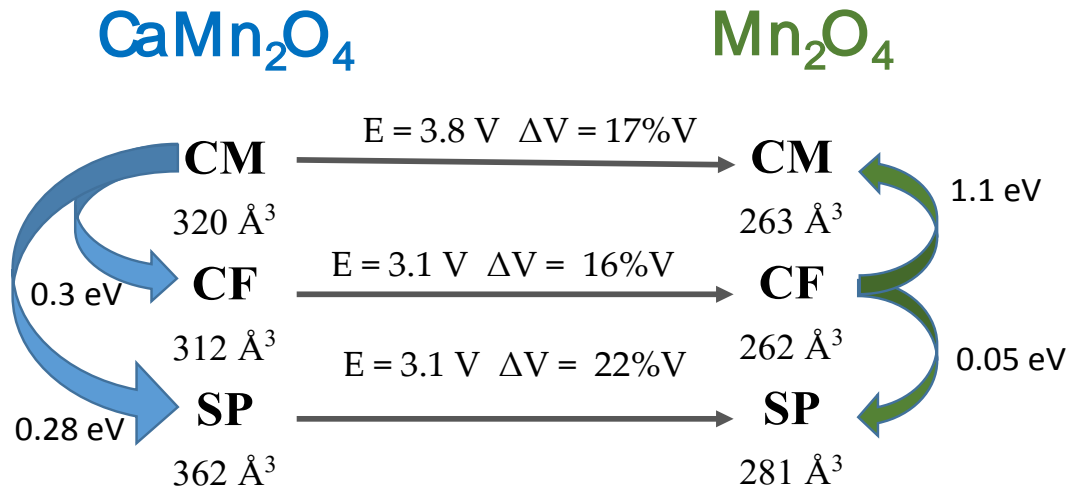 CaMn₂O₄ Mn₂O₄
E = 3.8 V ΔV = 17%V
CM CM
1.1 eV
320 Å³ 263 Å³
E = 3.1 V ΔV = 16%V
0.3 eV CF CF
312 Å³ 262 Å³
E = 3.1 V ΔV = 22%V
0.05 eV
0.28 eV SP SP
362 Å³ 281 Å³